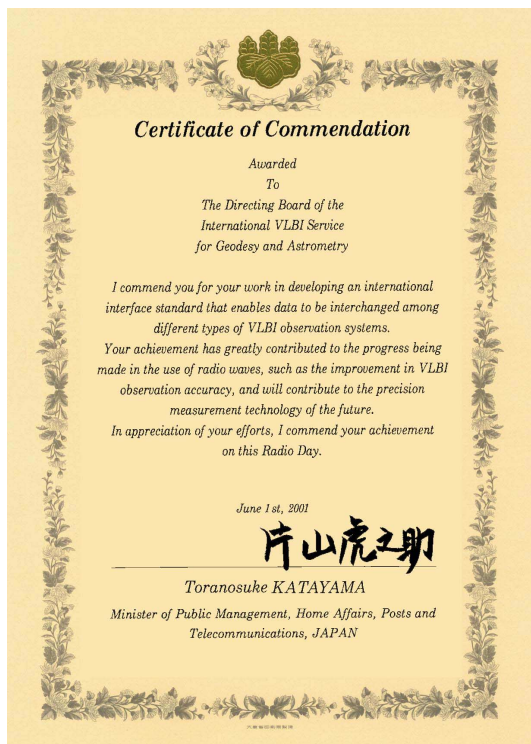 Certificate of Commendation
Awarded
To
The Directing Board of the
International VLBI Service
for Geodesy and Astrometry
I commend you for your work in developing an international
interface standard that enables data to be interchanged among
different types of VLBI observation systems.
Your achievement has greatly contributed to the progress being
made in the use of radio waves, such as the improvement in VLBI
observation accuracy, and will contribute to the precision
measurement technology of the future.
In appreciation of your efforts, I commend your achievement
on this Radio Day.
June 1st, 2001
片山虎之助
Toranosuke KATAYAMA
Minister of Public Management, Home Affairs, Posts and
Telecommunications, JAPAN